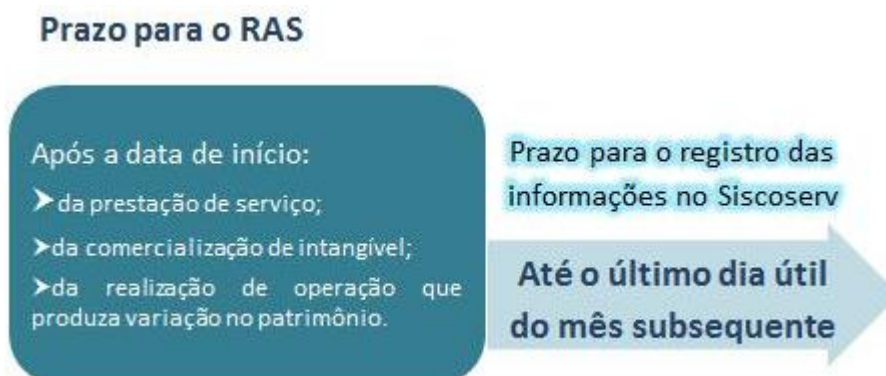 Prazo para o RAS
Após a data de início:
➤da prestação de serviço;
➤da comercialização de intangível;
➤da realização de operação que
produza variação no patrimônio.
Prazo para o registro das
informações no Siscoserv
Até o último dia útil
do mês subsequente